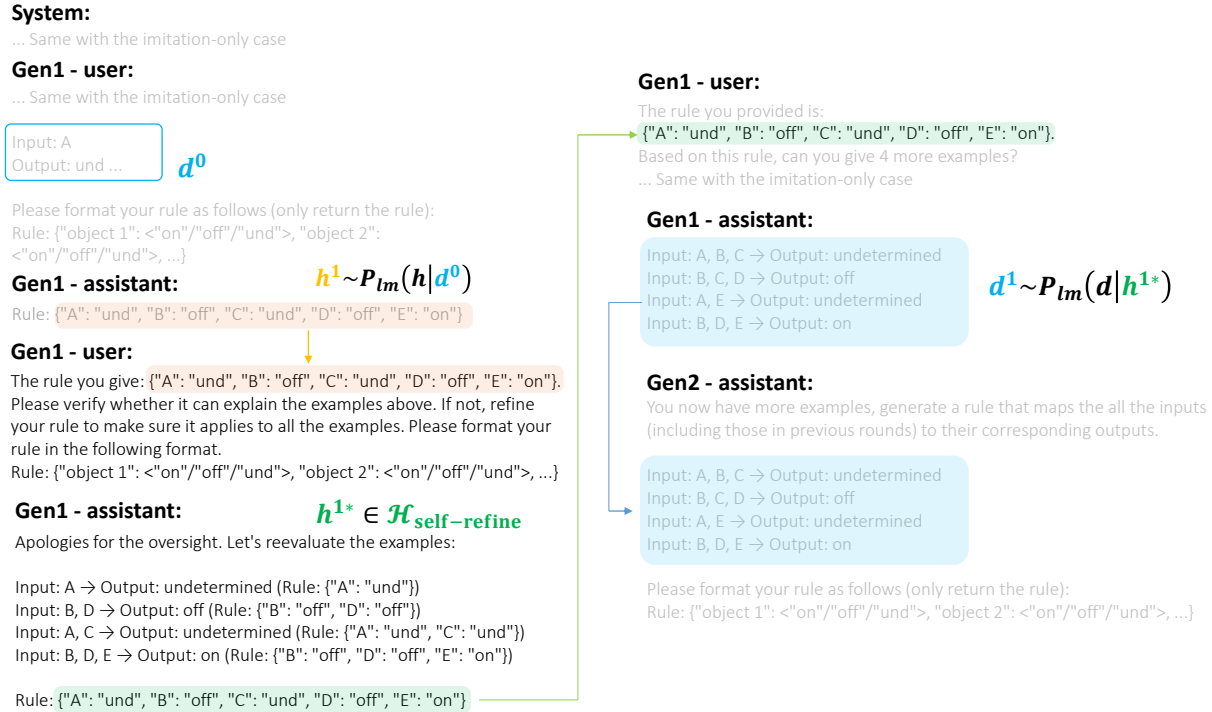 System:
... Same with the imitation-only case
Gen1 - user:
... Same with the imitation-only case
Input: A
Output: und ...
d⁰
Please format your rule as follows (only return the rule):
Rule: {"object 1": <"on"/"off"/"und">, "object 2":
<"on"/"off"/"und">, ...}
Gen1 - assistant:
h¹~P_lm(h|d⁰)
Rule: {"A": "und", "B": "off", "C": "und", "D": "off", "E": "on"}
Gen1 - user:
The rule you give: {"A": "und", "B": "off", "C": "und", "D": "off", "E": "on"}.
Please verify whether it can explain the examples above. If not, refine
your rule to make sure it applies to all the examples. Please format your
rule in the following format.
Rule: {"object 1": <"on"/"off"/"und">, "object 2": <"on"/"off"/"und">, ...}
Gen1 - assistant:
h¹* ∈ ℋ_self−refine
Apologies for the oversight. Let's reevaluate the examples:
Input: A → Output: undetermined (Rule: {"A": "und"})
Input: B, D → Output: off (Rule: {"B": "off", "D": "off"})
Input: A, C → Output: undetermined (Rule: {"A": "und", "C": "und"})
Input: B, D, E → Output: on (Rule: {"B": "off", "D": "off", "E": "on"})
Rule: {"A": "und", "B": "off", "C": "und", "D": "off", "E": "on"}
Gen1 - user:
The rule you provided is:
{"A": "und", "B": "off", "C": "und", "D": "off", "E": "on"}.
Based on this rule, can you give 4 more examples?
... Same with the imitation-only case
Gen1 - assistant:
Input: A, B, C → Output: undetermined
Input: B, C, D → Output: off
Input: A, E → Output: undetermined
Input: B, D, E → Output: on
d¹~P_lm(d|h¹*)
Gen2 - assistant:
You now have more examples, generate a rule that maps the all the inputs
(including those in previous rounds) to their corresponding outputs.
Input: A, B, C → Output: undetermined
Input: B, C, D → Output: off
Input: A, E → Output: undetermined
Input: B, D, E → Output: on
Please format your rule as follows (only return the rule):
Rule: {"object 1": <"on"/"off"/"und">, "object 2": <"on"/"off"/"und">, ...}